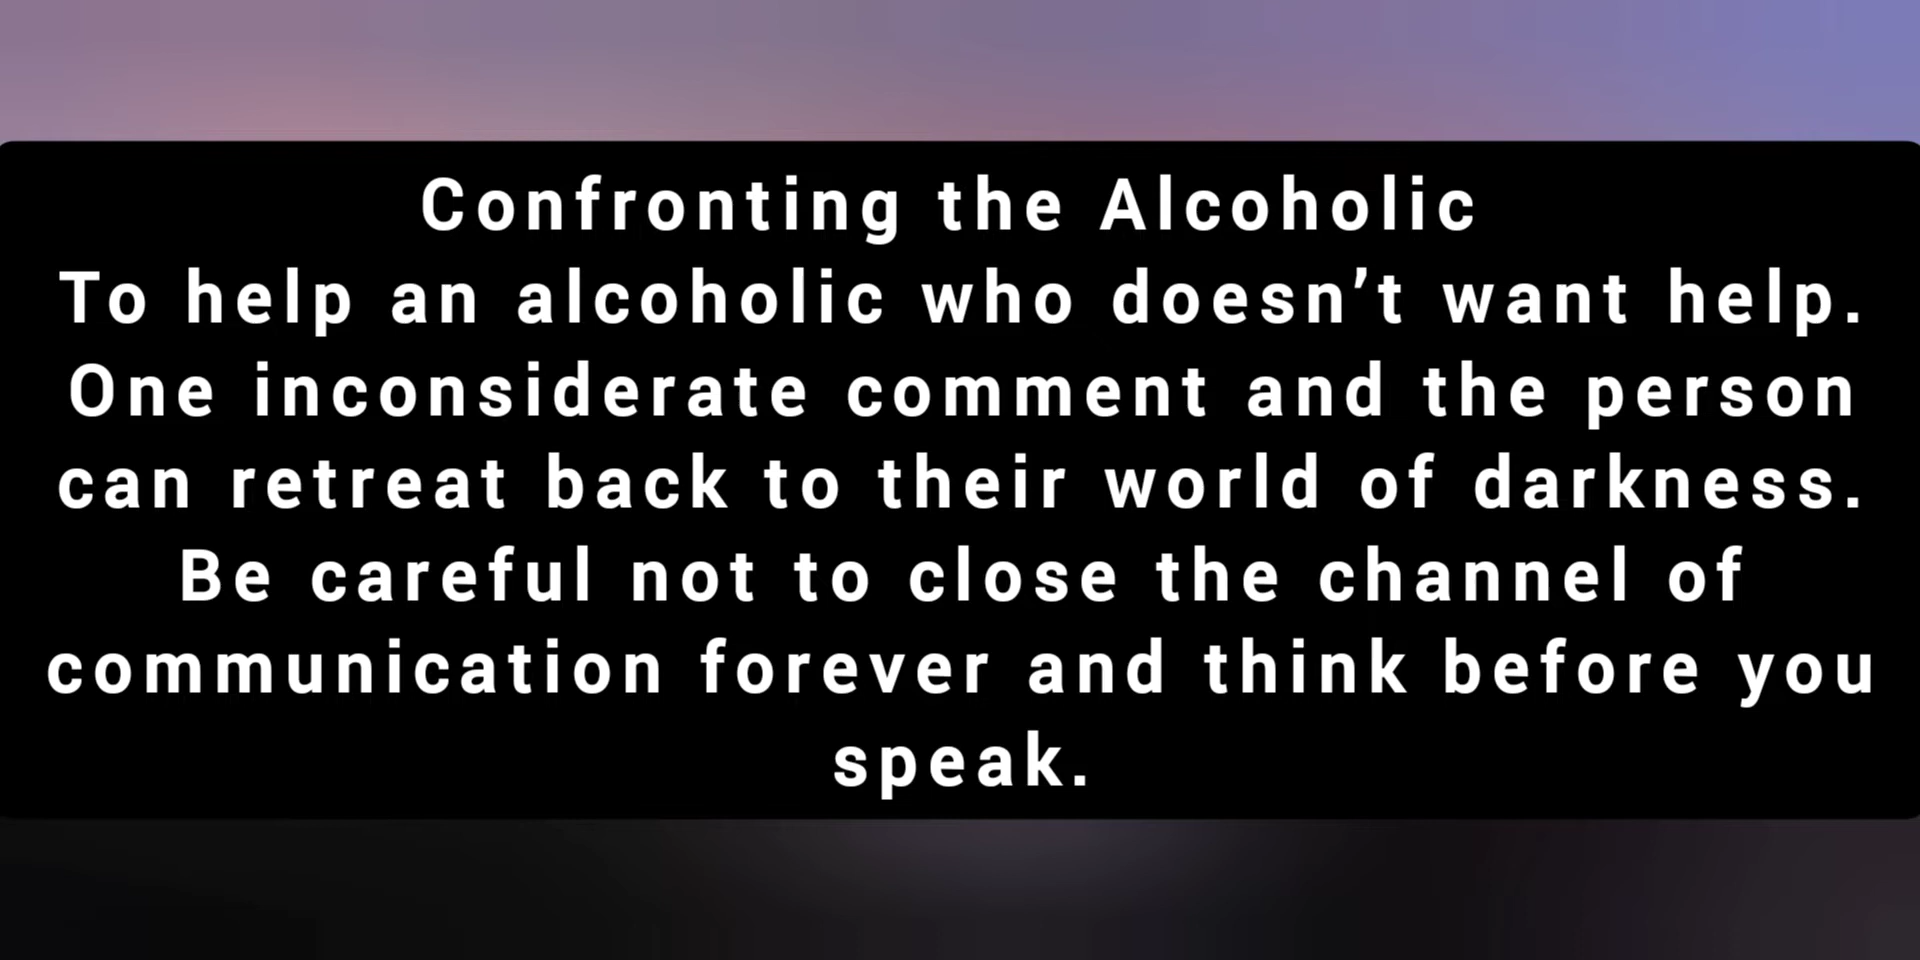 Confronting the Alcoholic
To help an alcoholic who doesn’t want help.
One inconsiderate comment and the person
can retreat back to their world of darkness.
Be careful not to close the channel of
communication forever and think before you
speak.